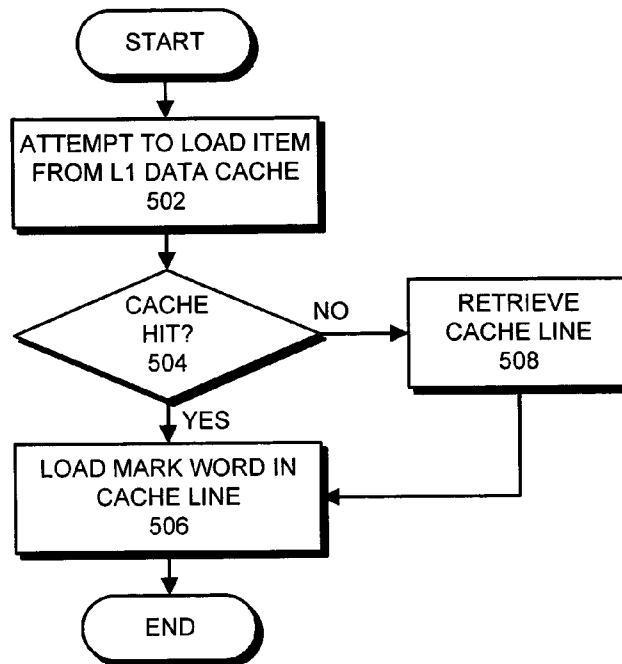 START
ATTEMPT TO LOAD ITEM
FROM L1 DATA CACHE
502
CACHE
HIT?
504
NO
RETRIEVE
CACHE LINE
508
YES
LOAD MARK WORD IN
CACHE LINE
506
END